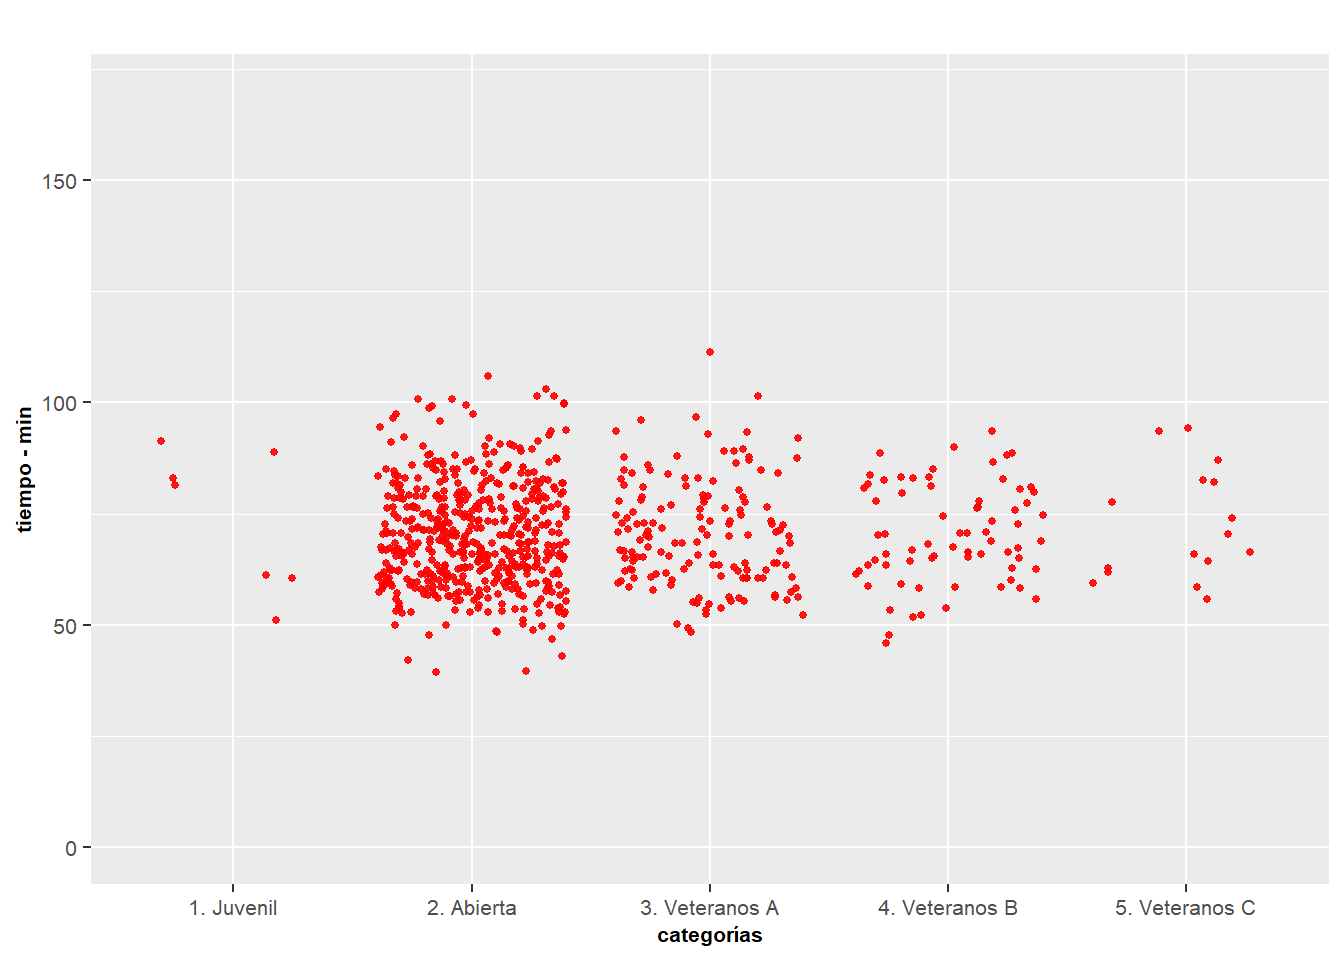 tiempo - min
150
100
50
0
1. Juvenil
2. Abierta
3. Veteranos A
4. Veteranos B
5. Veteranos C
categorías